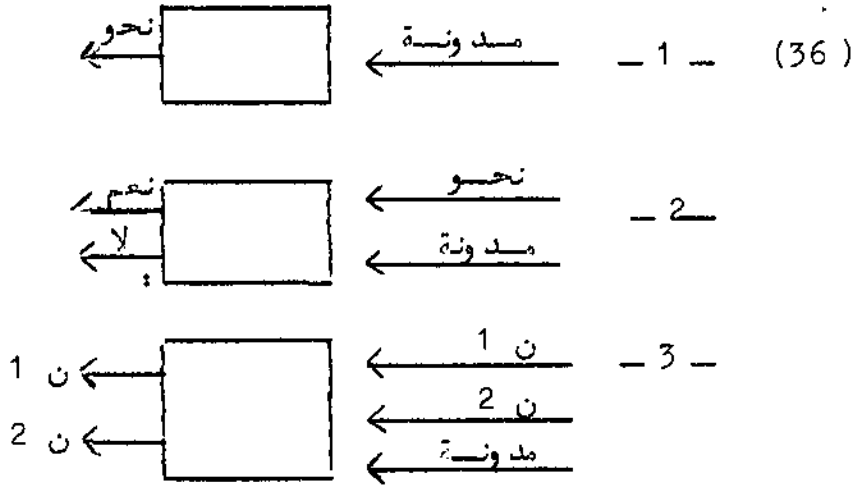 (36) - 1 - مدونة نحو
- 2 - نحو نعم
مدونة لا
- 3 - ن 1 ن 1
ن 2 ن 2
مدونة